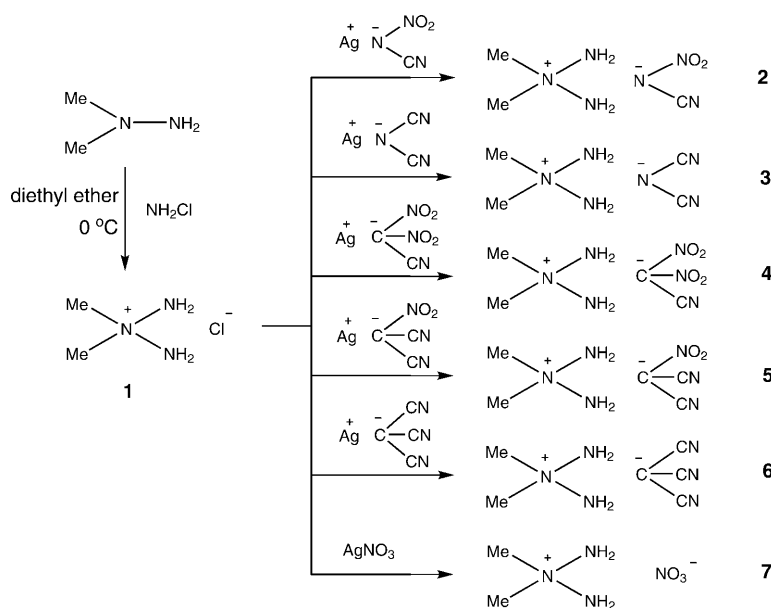 Me
N
NH2
Me
diethyl ether
0 °C
NH2Cl
Me
+
N
NH2
Me
NH2
Cl−
1
+
Ag
−
N
NO2
CN
Me
+
N
NH2
Me
NH2
−
N
NO2
CN
2
+
Ag
−
N
CN
CN
Me
+
N
NH2
Me
NH2
−
N
CN
CN
3
+
Ag
−
C
NO2
NO2
CN
Me
+
N
NH2
Me
NH2
−
C
NO2
NO2
CN
4
+
Ag
−
C
NO2
CN
CN
Me
+
N
NH2
Me
NH2
−
C
NO2
CN
CN
5
+
Ag
−
C
CN
CN
CN
Me
+
N
NH2
Me
NH2
−
C
CN
CN
CN
6
AgNO3
Me
+
N
NH2
Me
NH2
NO3−
7